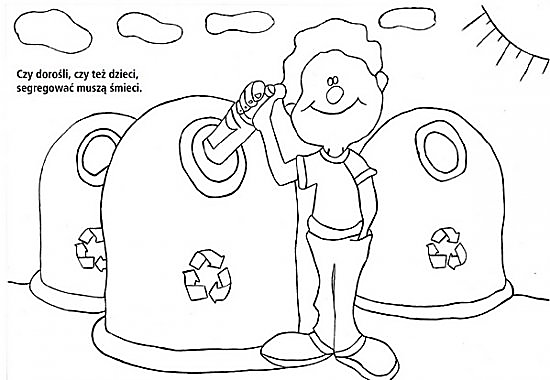 Czy dorośli, czy też dzieci,
segregować muszą śmieci.